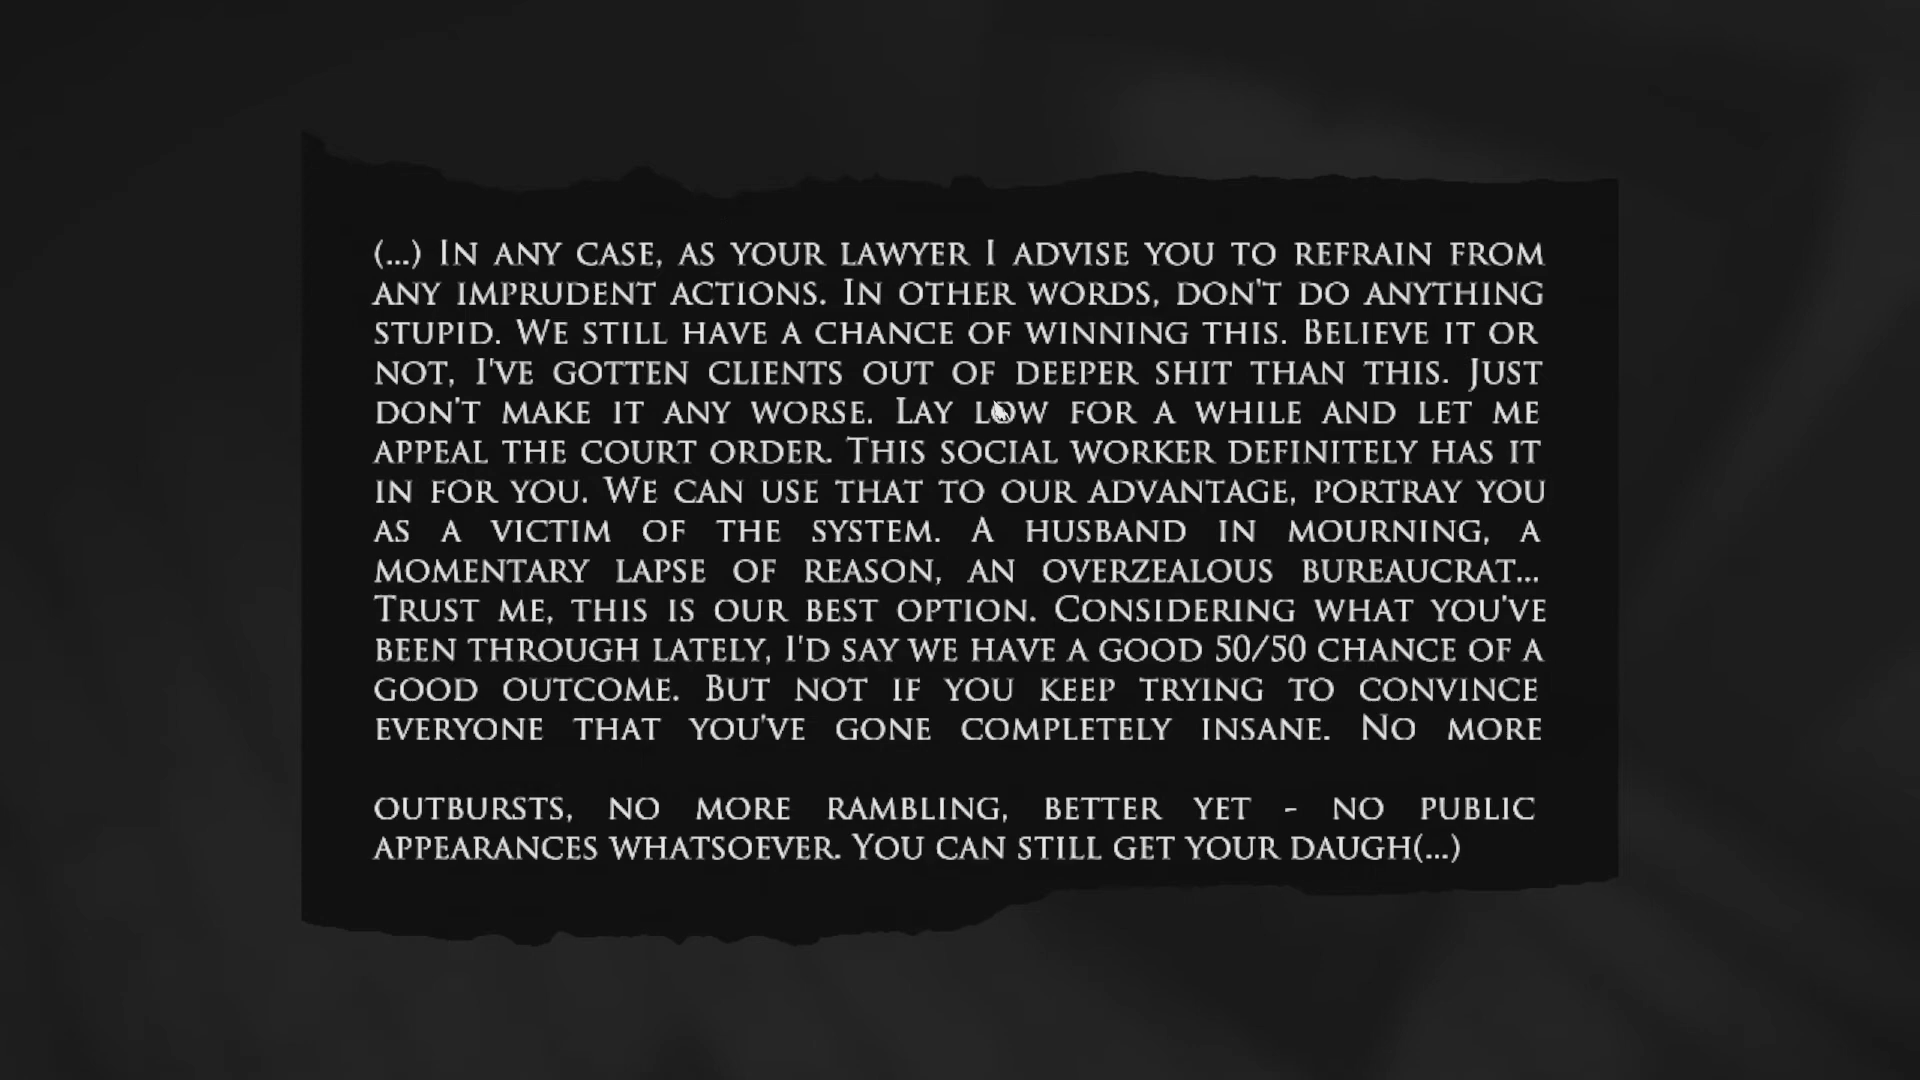 (...) In any case, as your lawyer I advise you to refrain from
any imprudent actions. In other words, don't do anything
stupid. We still have a chance of winning this. Believe it or
not, I've gotten clients out of deeper shit than this. Just
don't make it any worse. Lay low for a while and let me
appeal the court order. This social worker definitely has it
in for you. We can use that to our advantage, portray you
as a victim of the system. A husband in mourning, a
momentary lapse of reason, an overzealous bureaucrat...
Trust me, this is our best option. Considering what you've
been through lately, I'd say we have a good 50/50 chance of a
good outcome. But not if you keep trying to convince
everyone that you've gone completely insane. No more
outbursts, no more rambling, better yet - no public
appearances whatsoever. You can still get your daugh(...)